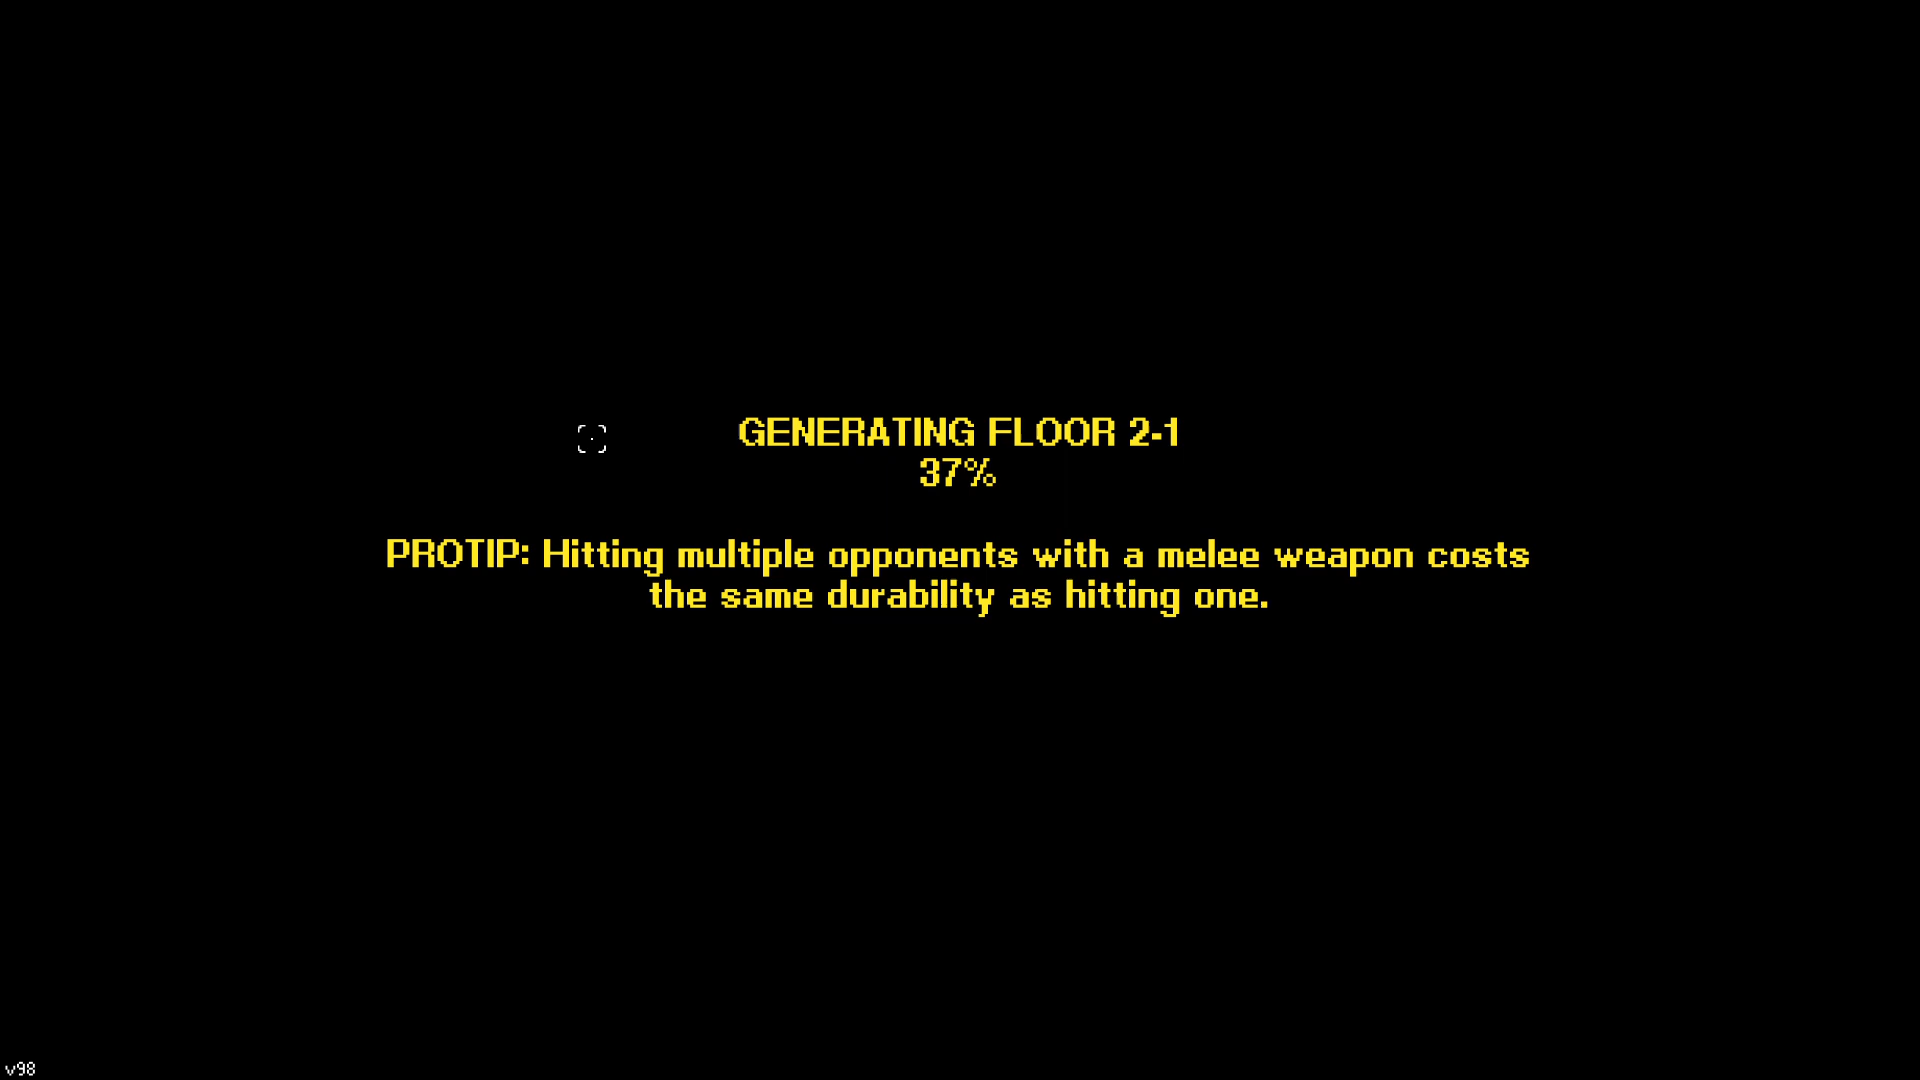 GENERATING FLOOR 2-1
37%
PROTIP: Hitting multiple opponents with a melee weapon costs
the same durability as hitting one.
v98